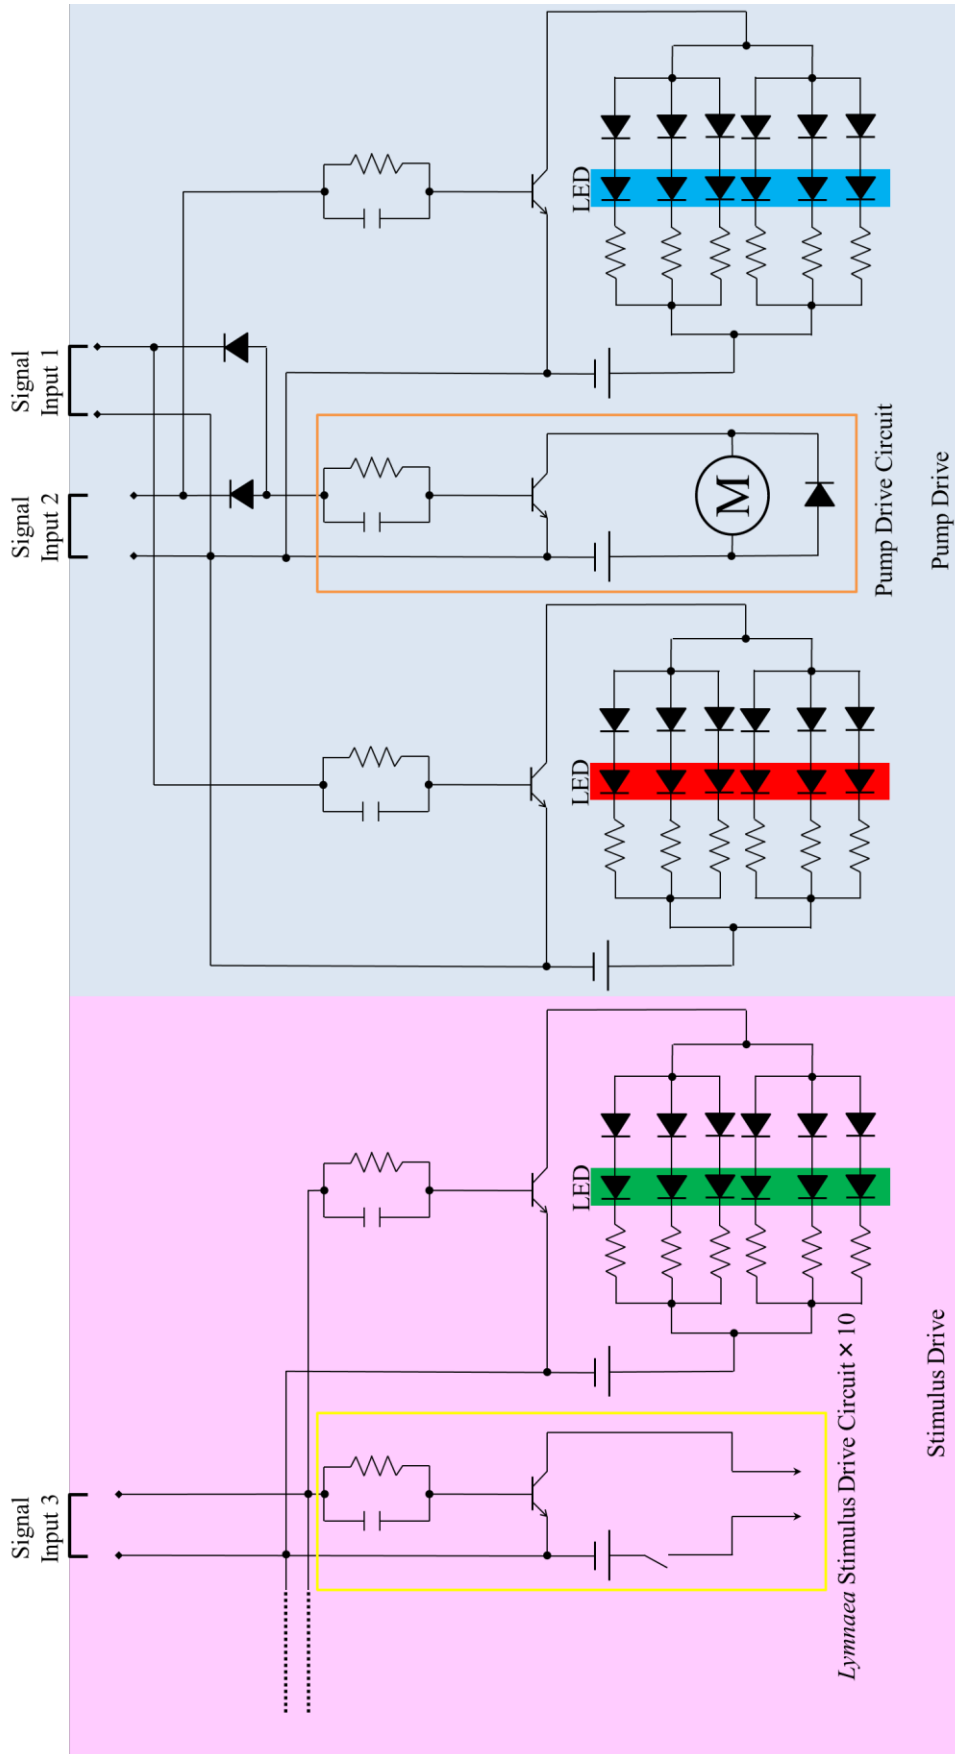 Signal
Input 1
Signal
Input 2
Signal
Input 3
LED
M
LED
LED
Pump Drive Circuit
Pump Drive
Lymnaea Stimulus Drive Circuit × 10
Stimulus Drive